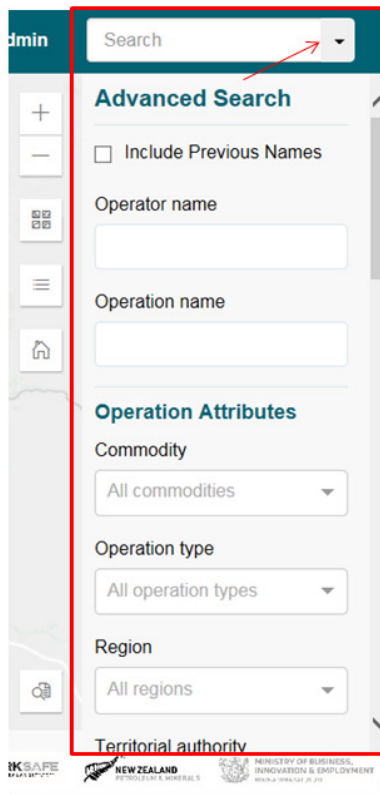 dmin
Search
Advanced Search
Include Previous Names
Operator name
Operation name
Operation Attributes
Commodity
All commodities
Operation type
All operation types
Region
All regions
Territorial authority
RKSAFE
NEW ZEALAND
PETROLEUM & MINERALS
MINISTRY OF BUSINESS,
INNOVATION & EMPLOYMENT